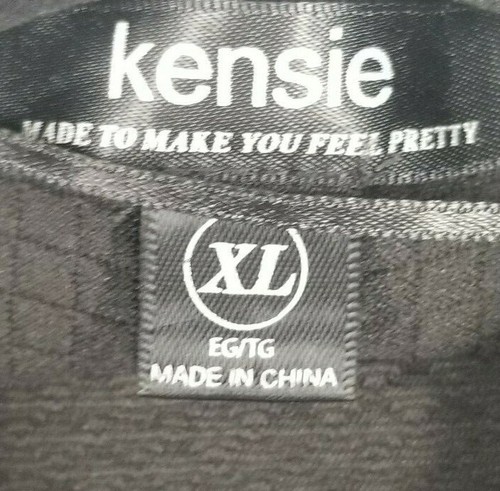 kensie
MADE TO MAKE YOU FEEL PRETTY
XL
EG/TG
MADE IN CHINA